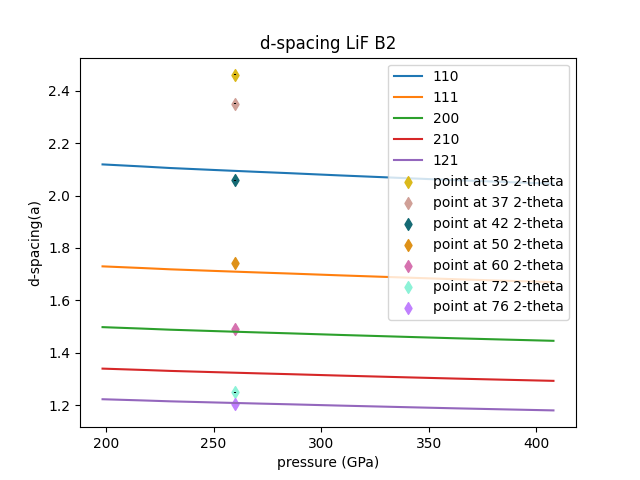 d-spacing LiF B2
110
111
200
210
121
point at 35 2-theta
point at 37 2-theta
point at 42 2-theta
point at 50 2-theta
point at 60 2-theta
point at 72 2-theta
point at 76 2-theta
d-spacing(a)
2.4
2.2
2.0
1.8
1.6
1.4
1.2
200
250
300
350
400
pressure (GPa)